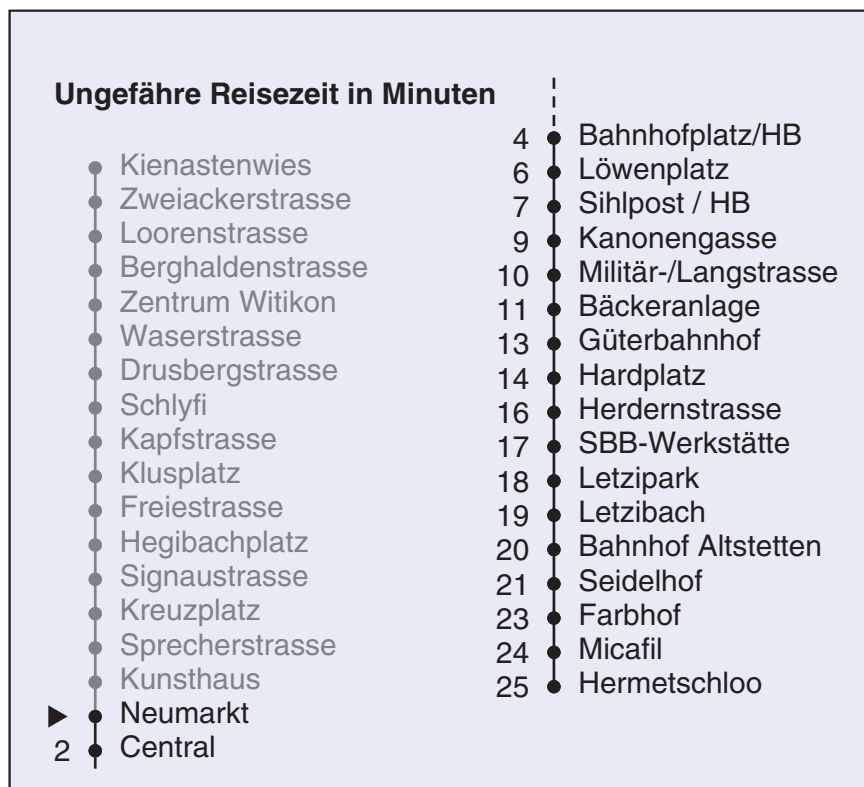 Ungefähre Reisezeit in Minuten
Kienastenwies
Zweiackerstrasse
Loorenstrasse
Berghaldenstrasse
Zentrum Witikon
Waserstrasse
Drusbergstrasse
Schlyfi
Kapfstrasse
Klusplatz
Freiestrasse
Hegibachplatz
Signaustrasse
Kreuzplatz
Sprecherstrasse
Kunsthaus
Neumarkt
2 Central
4 Bahnhofplatz/HB
6 Löwenplatz
7 Sihlpost / HB
9 Kanonengasse
10 Militär-/Langstrasse
11 Bäckeranlage
13 Güterbahnhof
14 Hardplatz
16 Herdernstrasse
17 SBB-Werkstätte
18 Letzipark
19 Letzibach
20 Bahnhof Altstetten
21 Seidelhof
23 Farbhof
24 Micafil
25 Hermetschloo